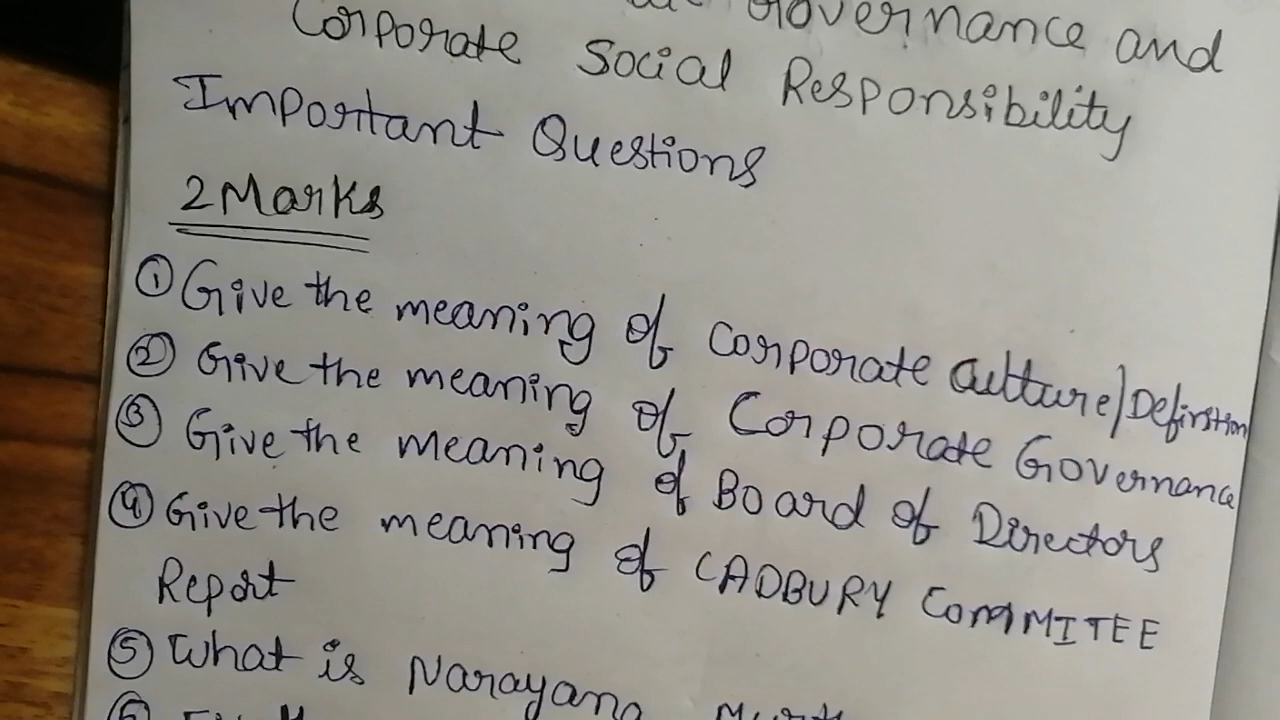 Governance and
Corporate Social Responsibility
Important Questions
2 Marks
① Give the meaning of Corporate Culture/Definition
② Give the meaning of Corporate Governance
③ Give the meaning of Board of Directors
④ Give the meaning of CADBURY COMMITEE
Report
⑤ What is Narayana
⑥